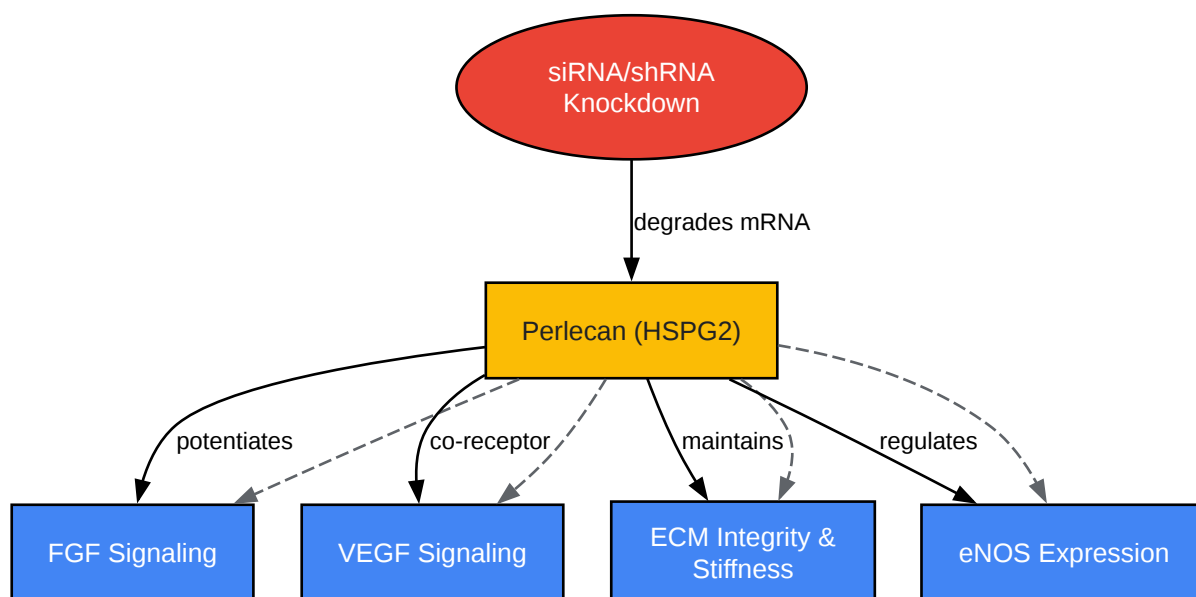 siRNA/shRNA
Knockdown
degrades mRNA
Perlecan (HSPG2)
potentiates
co-receptor
maintains
regulates
FGF Signaling
VEGF Signaling
ECM Integrity &
Stiffness
eNOS Expression